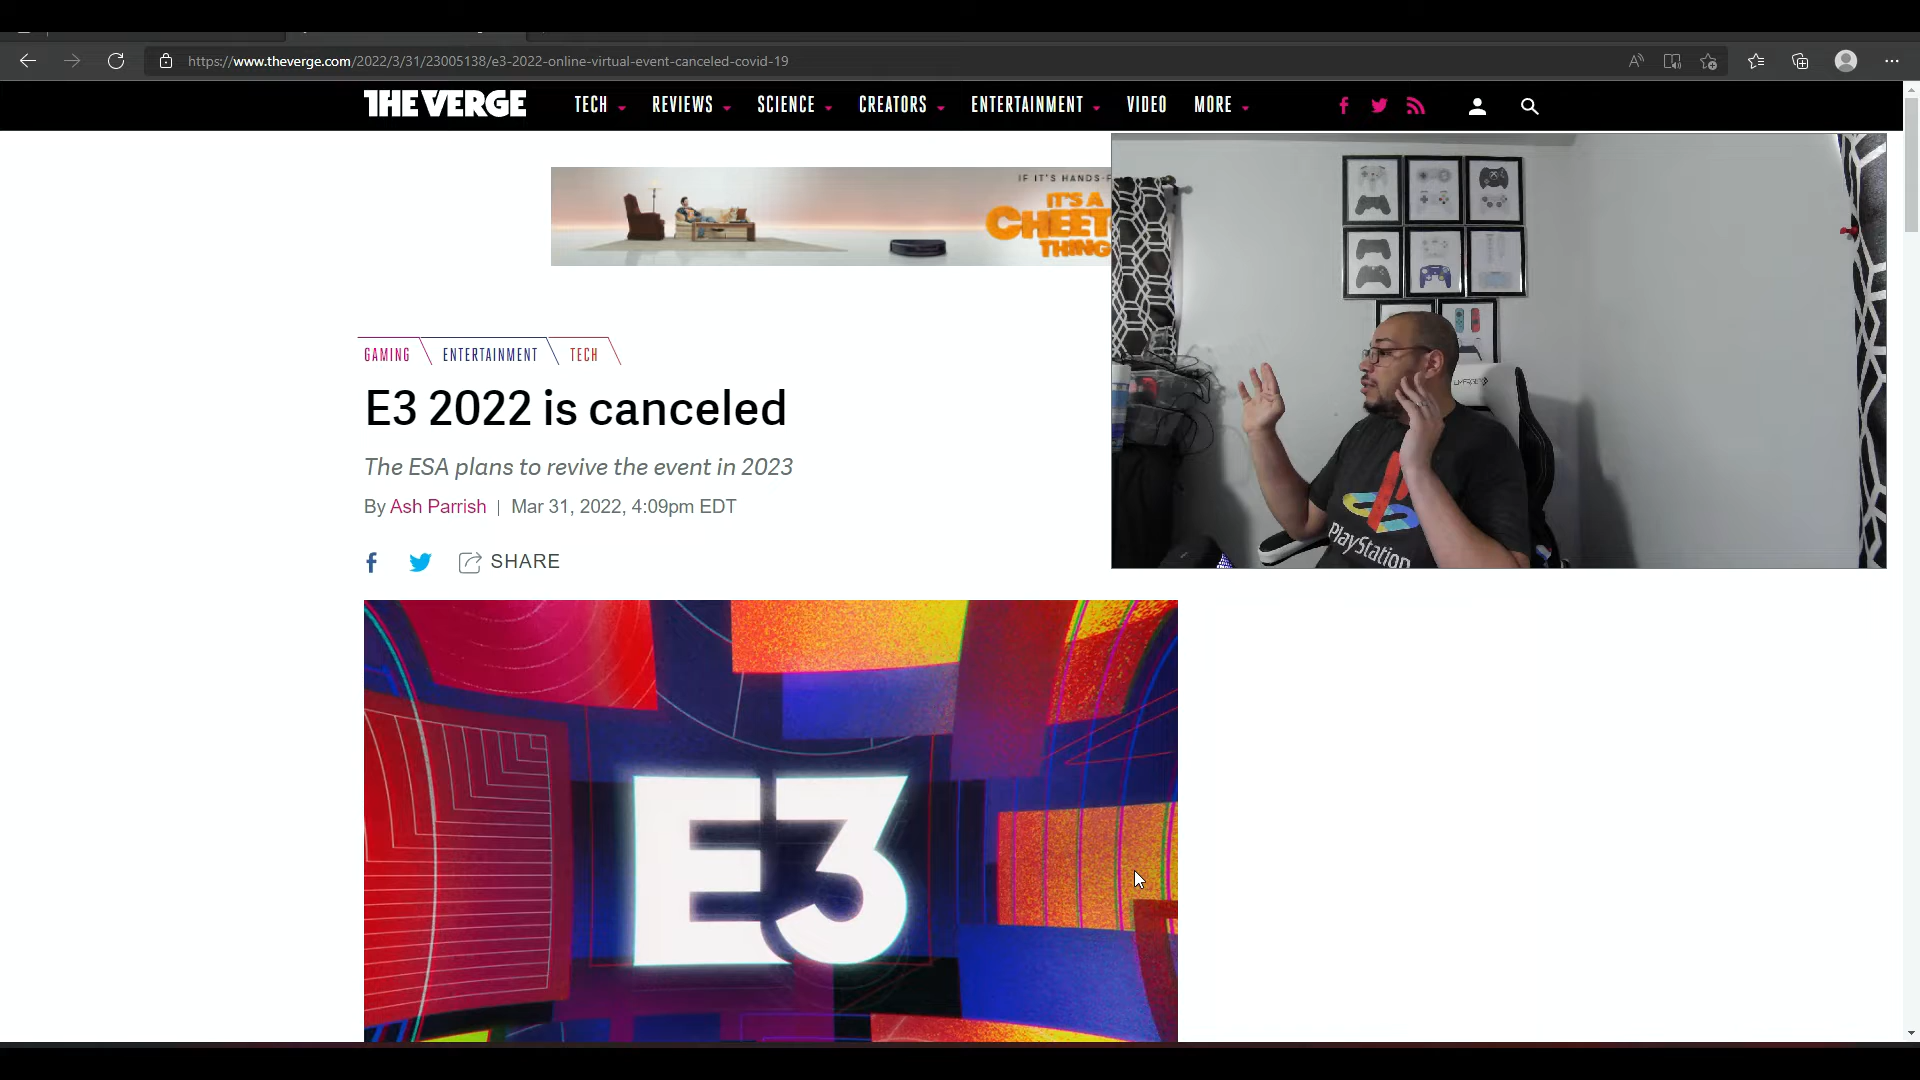 https://www.theverge.com/2022/3/31/23005138/e3-2022-online-virtual-event-canceled-covid-19
THE VERGE
TECH REVIEWS SCIENCE CREATORS ENTERTAINMENT VIDEO MORE
IF IT'S HANDS-F
IT'S A
CHEET
THING
GAMING ENTERTAINMENT TECH
E3 2022 is canceled
The ESA plans to revive the event in 2023
By Ash Parrish | Mar 31, 2022, 4:09pm EDT
SHARE
E3
PlayStation